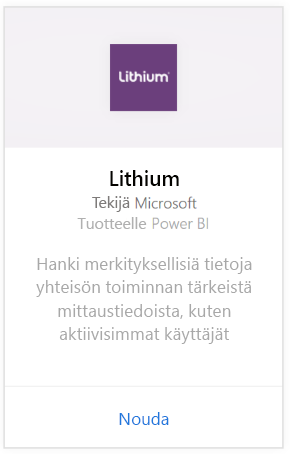 Lithium
Lithium
Tekijä Microsoft
Tuotteelle Power BI
Hanki merkityksellisiä tietoja
yhteisön toiminnan tärkeistä
mittaustiedoista, kuten
aktiivisimmat käyttäjät
Nouda